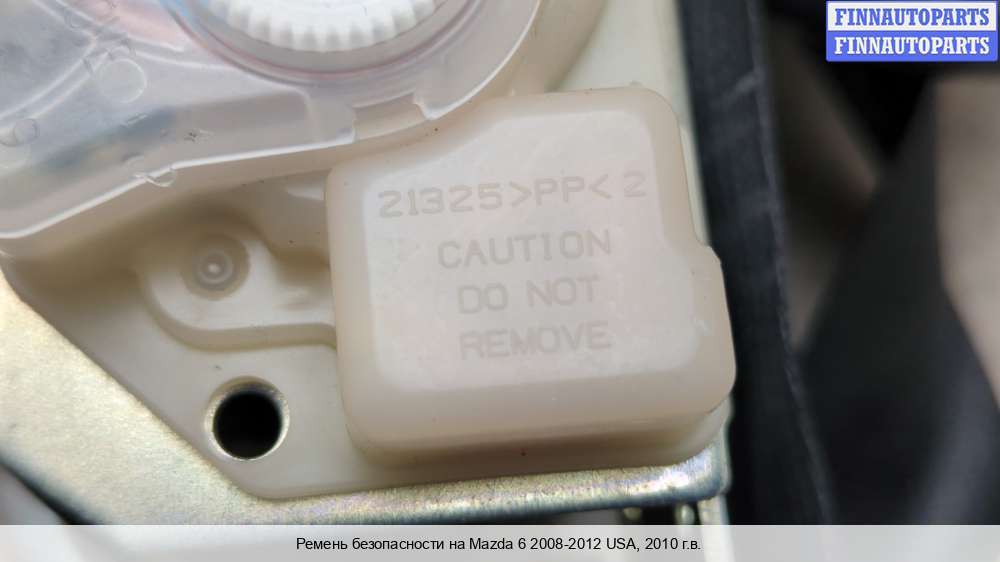 FINNAUTOPARTS
FINNAUTOPARTS
21325>PP<2
CAUTION
DO NOT
REMOVE
Ремень безопасности на Mazda 6 2008-2012 USA, 2010 г.в.